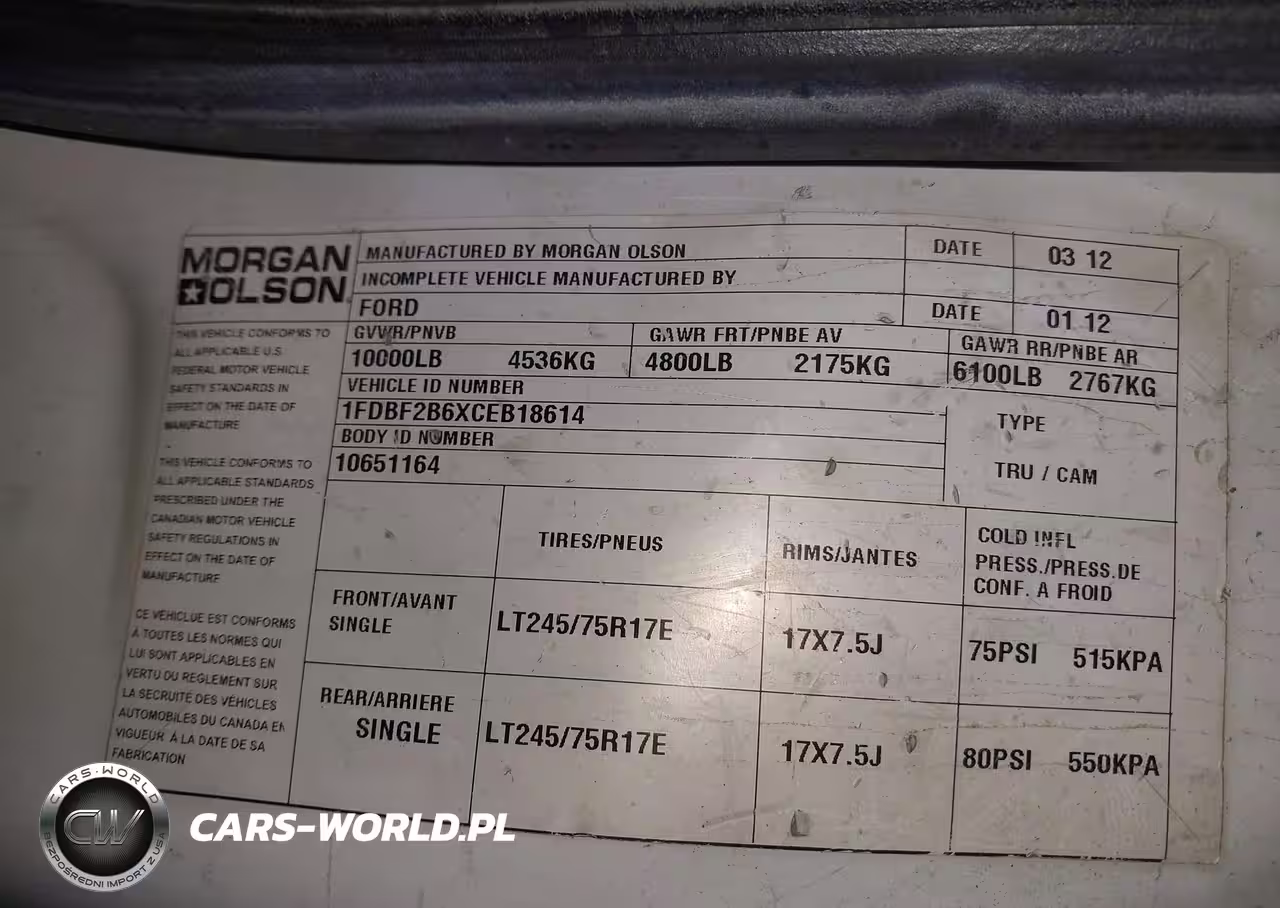 MORGAN
OLSON
MANUFACTURED BY MORGAN OLSON
DATE
03 12
INCOMPLETE VEHICLE MANUFACTURED BY
FORD
DATE
01 12
GVWR/PNVB
GAWR FRT/PNBE AV
GAWR RR/PNBE AR
10000LB 4536KG
4800LB 2175KG
6100LB 2767KG
VEHICLE ID NUMBER
1FDBF2B6XCEB18614
BODY ID NUMBER
10651164
TYPE
TRU / CAM
THIS VEHICLE CONFORMS TO
ALL APPLICABLE U.S
FEDERAL MOTOR VEHICLE
SAFETY STANDARDS IN
EFFECT ON THE DATE OF
MANUFACTURE
THIS VEHICLE CONFORMS TO
ALL APPLICABLE STANDARDS
PRESCRIBED UNDER THE
CANADIAN MOTOR VEHICLE
SAFETY REGULATIONS IN
EFFECT ON THE DATE OF
MANUFACTURE
CE VEHICLUE EST CONFORMS
À TOUTES LES NORMES QUI
LUI SONT APPLICABLES EN
VERTU DU REGLEMENT SUR
LA SECRUITÉ DES VÉHICLES
AUTOMOBILES DU CANADA EN
VIGUEUR À LA DATE DE SA
FABRICATION
TIRES/PNEUS
RIMS/JANTES
COLD INFL
PRESS./PRESS.DE
CONF. A FROID
FRONT/AVANT
SINGLE
LT245/75R17E
17X7.5J
75PSI 515KPA
REAR/ARRIERE
SINGLE
LT245/75R17E
17X7.5J
80PSI 550KPA
CARS-WORLD
CW
BEZPOŚREDNI IMPORT Z USA
CARS-WORLD.PL